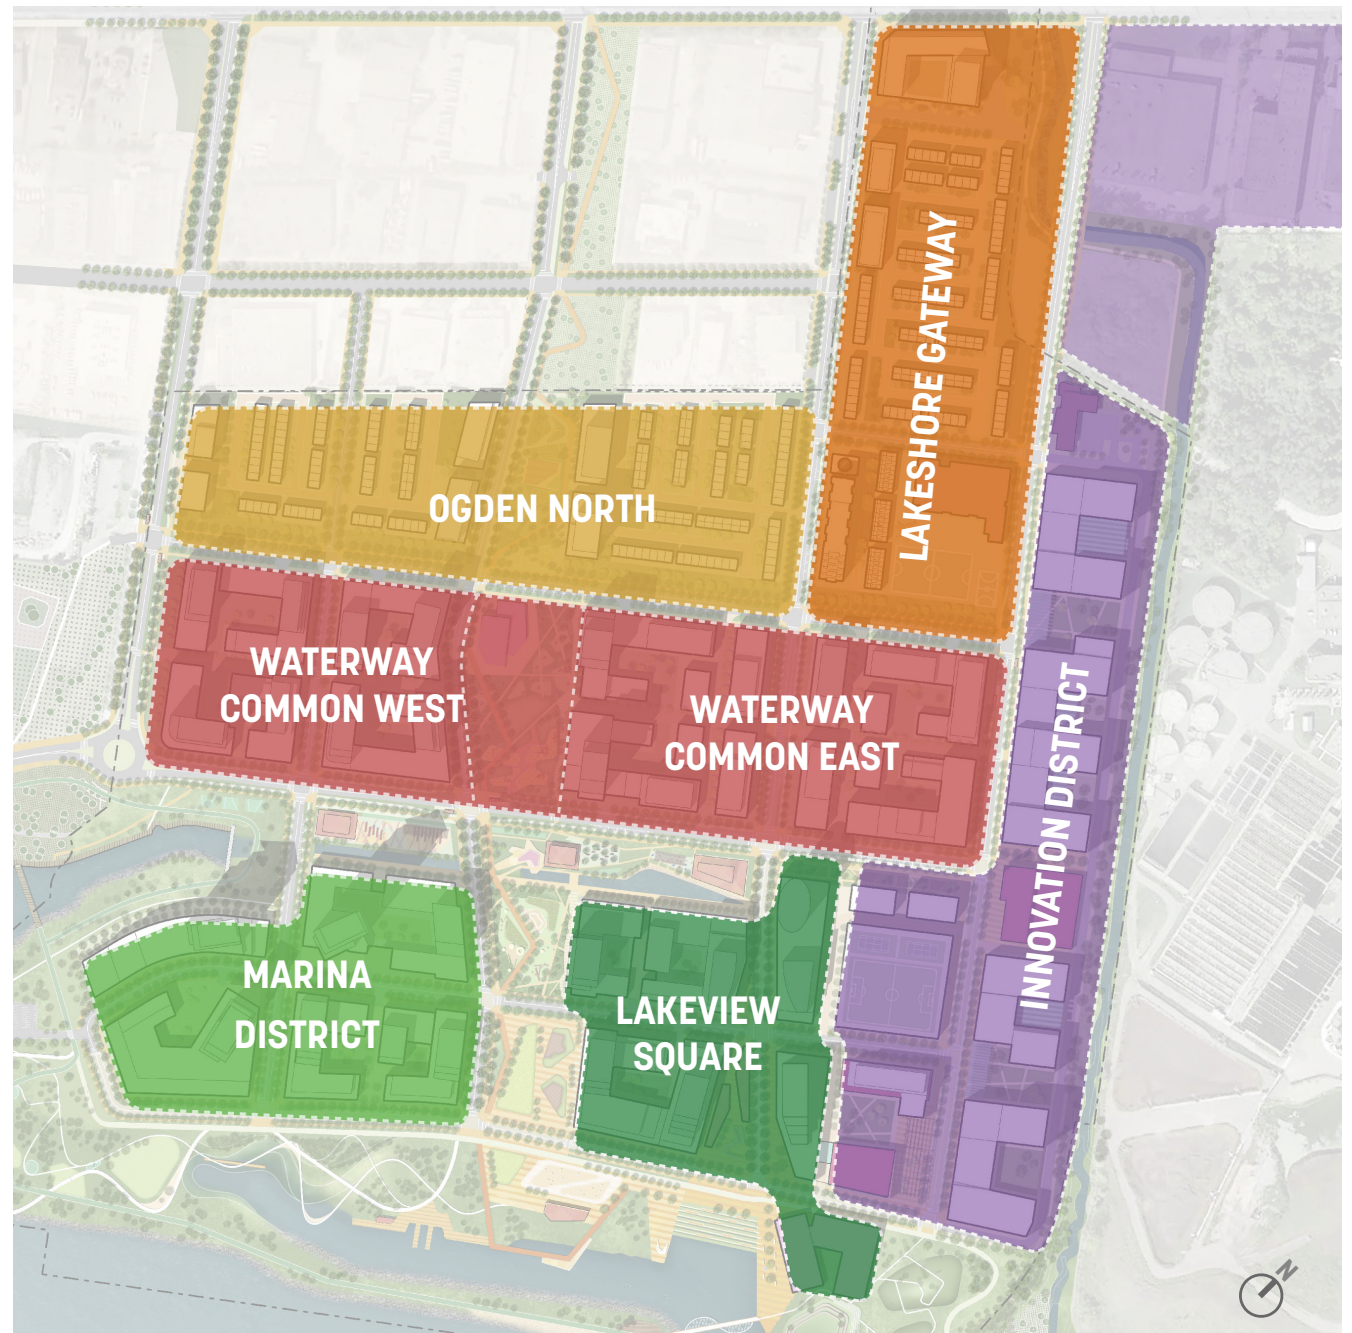 LAKESHORE GATEWAY
OGDEN NORTH
WATERWAY
COMMON WEST
WATERWAY
COMMON EAST
INNOVATION DISTRICT
MARINA
DISTRICT
LAKEVIEW
SQUARE
N